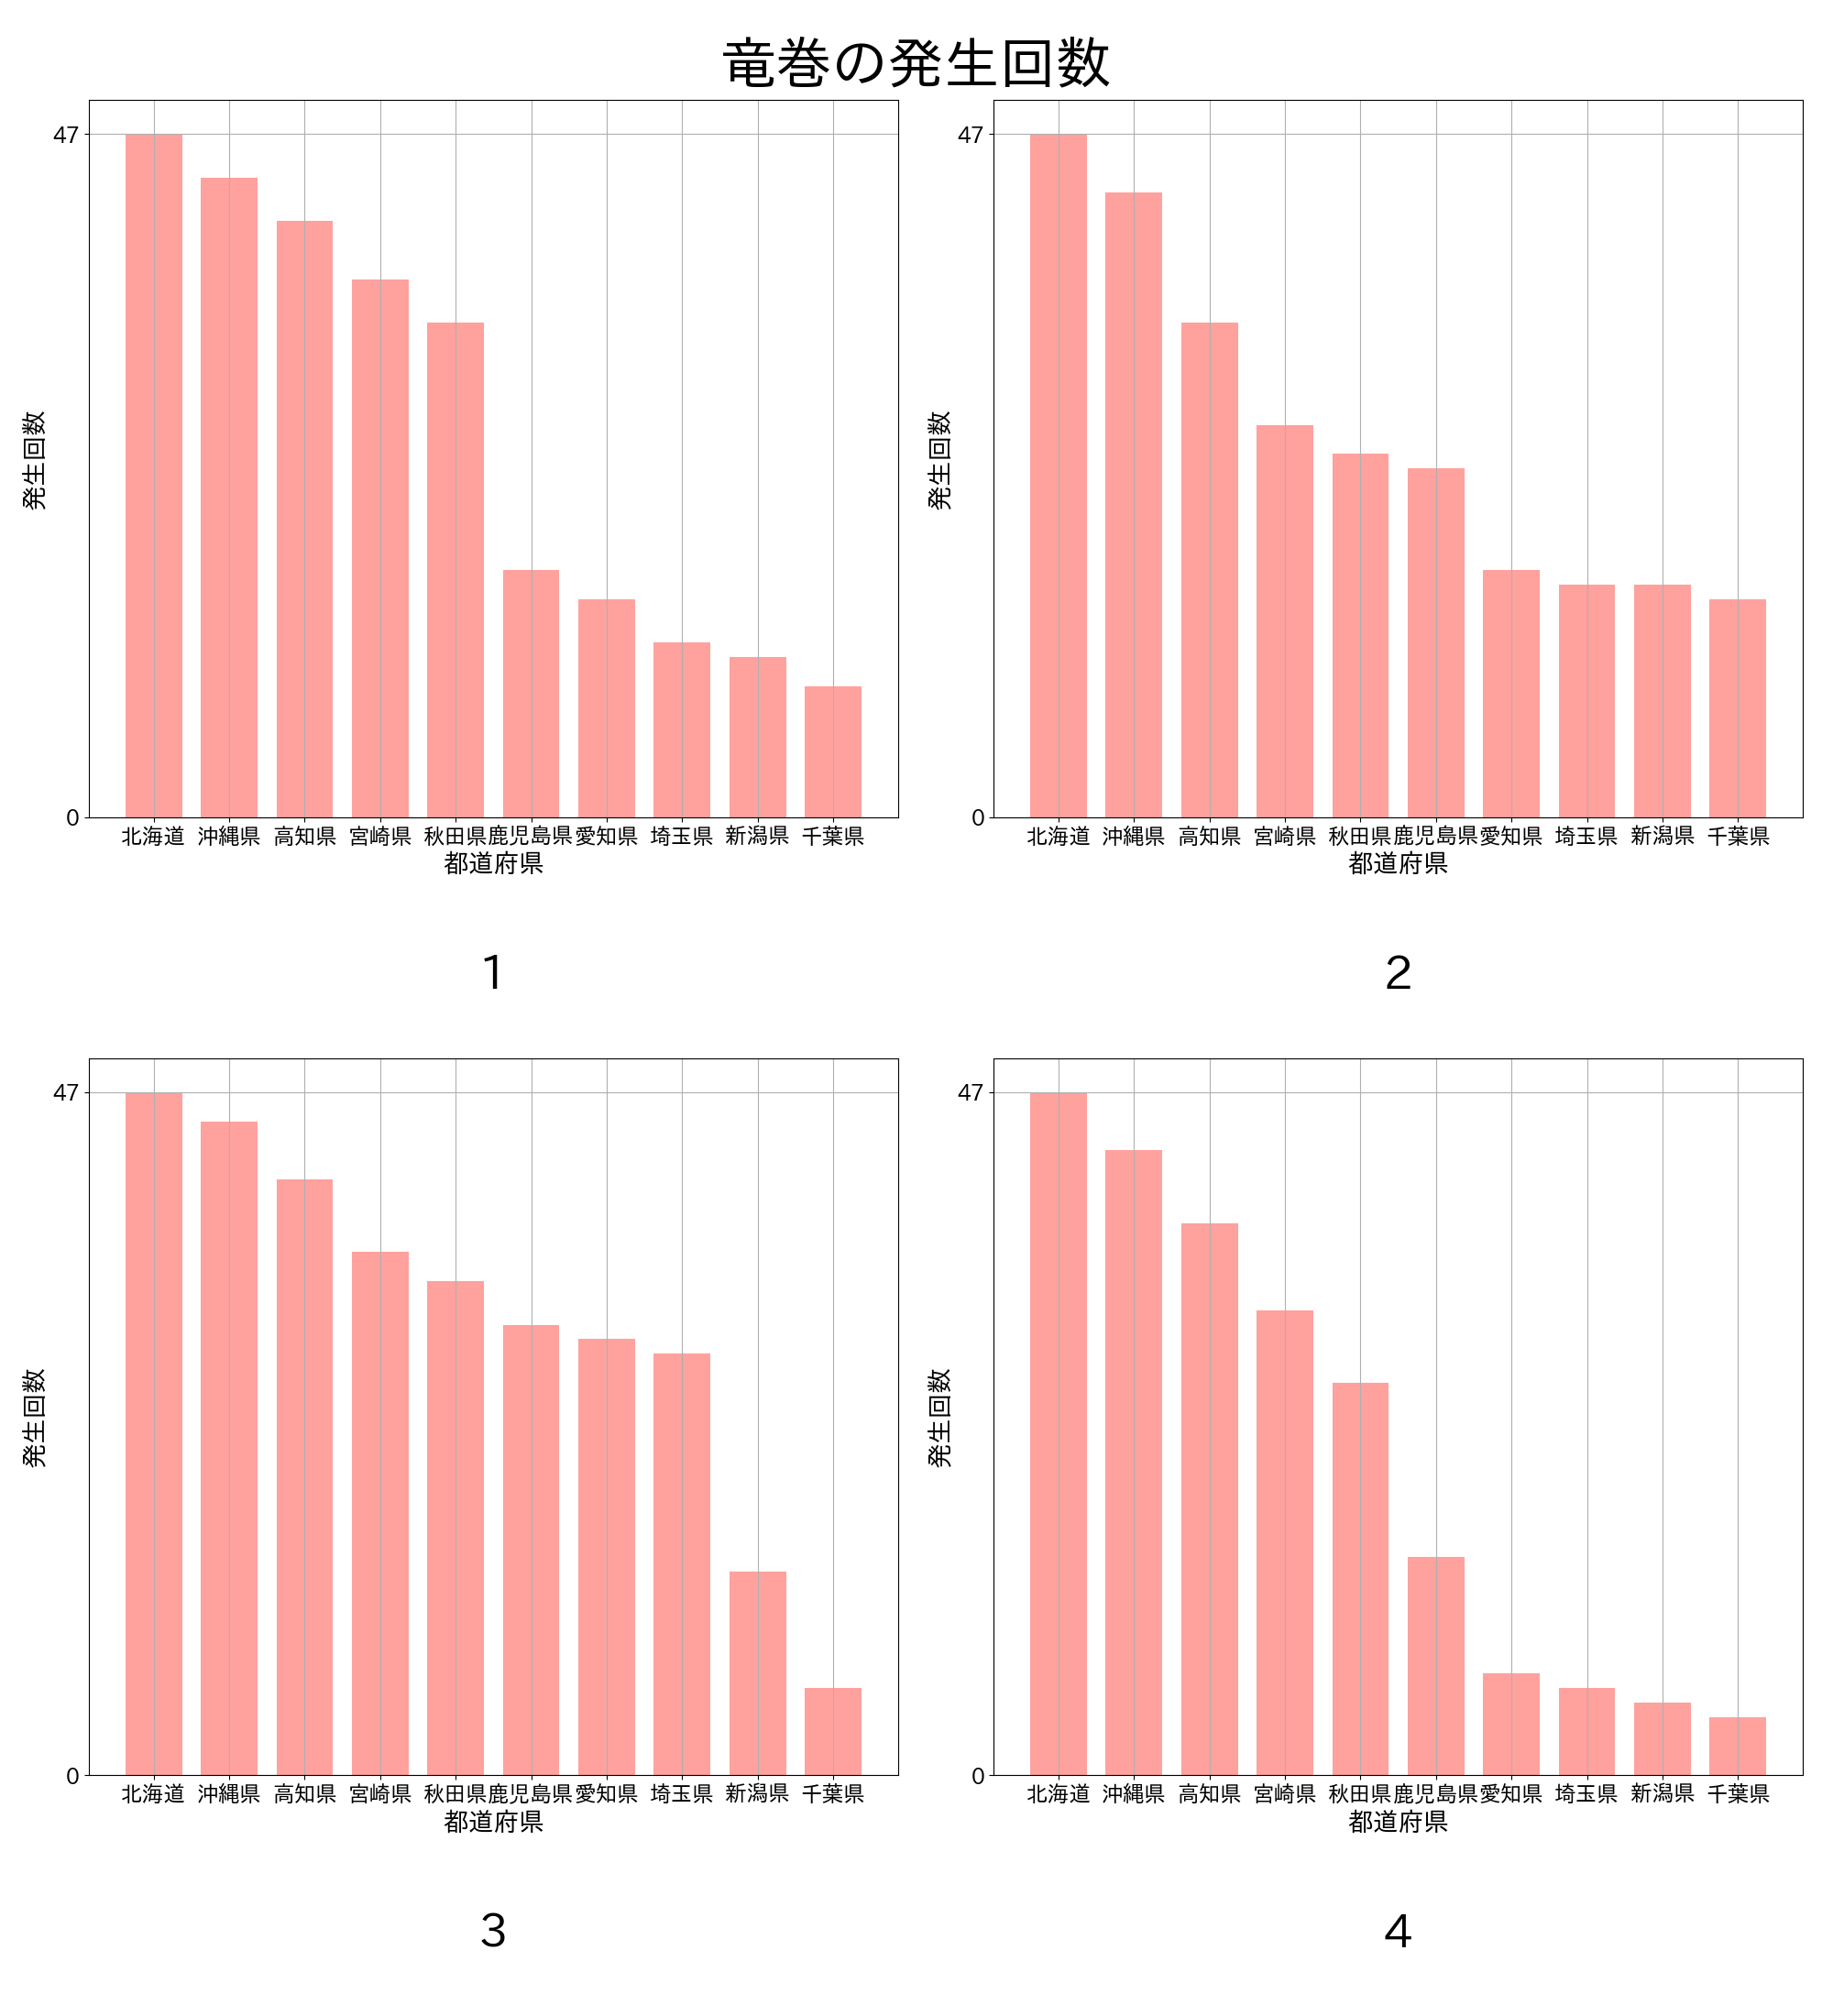 竜巻の発生回数
47
0
発生回数
北海道 沖縄県 高知県 宮崎県 秋田県 鹿児島県 愛知県 埼玉県 新潟県 千葉県
都道府県
1
47
0
発生回数
北海道 沖縄県 高知県 宮崎県 秋田県 鹿児島県 愛知県 埼玉県 新潟県 千葉県
都道府県
2
47
0
発生回数
北海道 沖縄県 高知県 宮崎県 秋田県 鹿児島県 愛知県 埼玉県 新潟県 千葉県
都道府県
3
47
0
発生回数
北海道 沖縄県 高知県 宮崎県 秋田県 鹿児島県 愛知県 埼玉県 新潟県 千葉県
都道府県
4